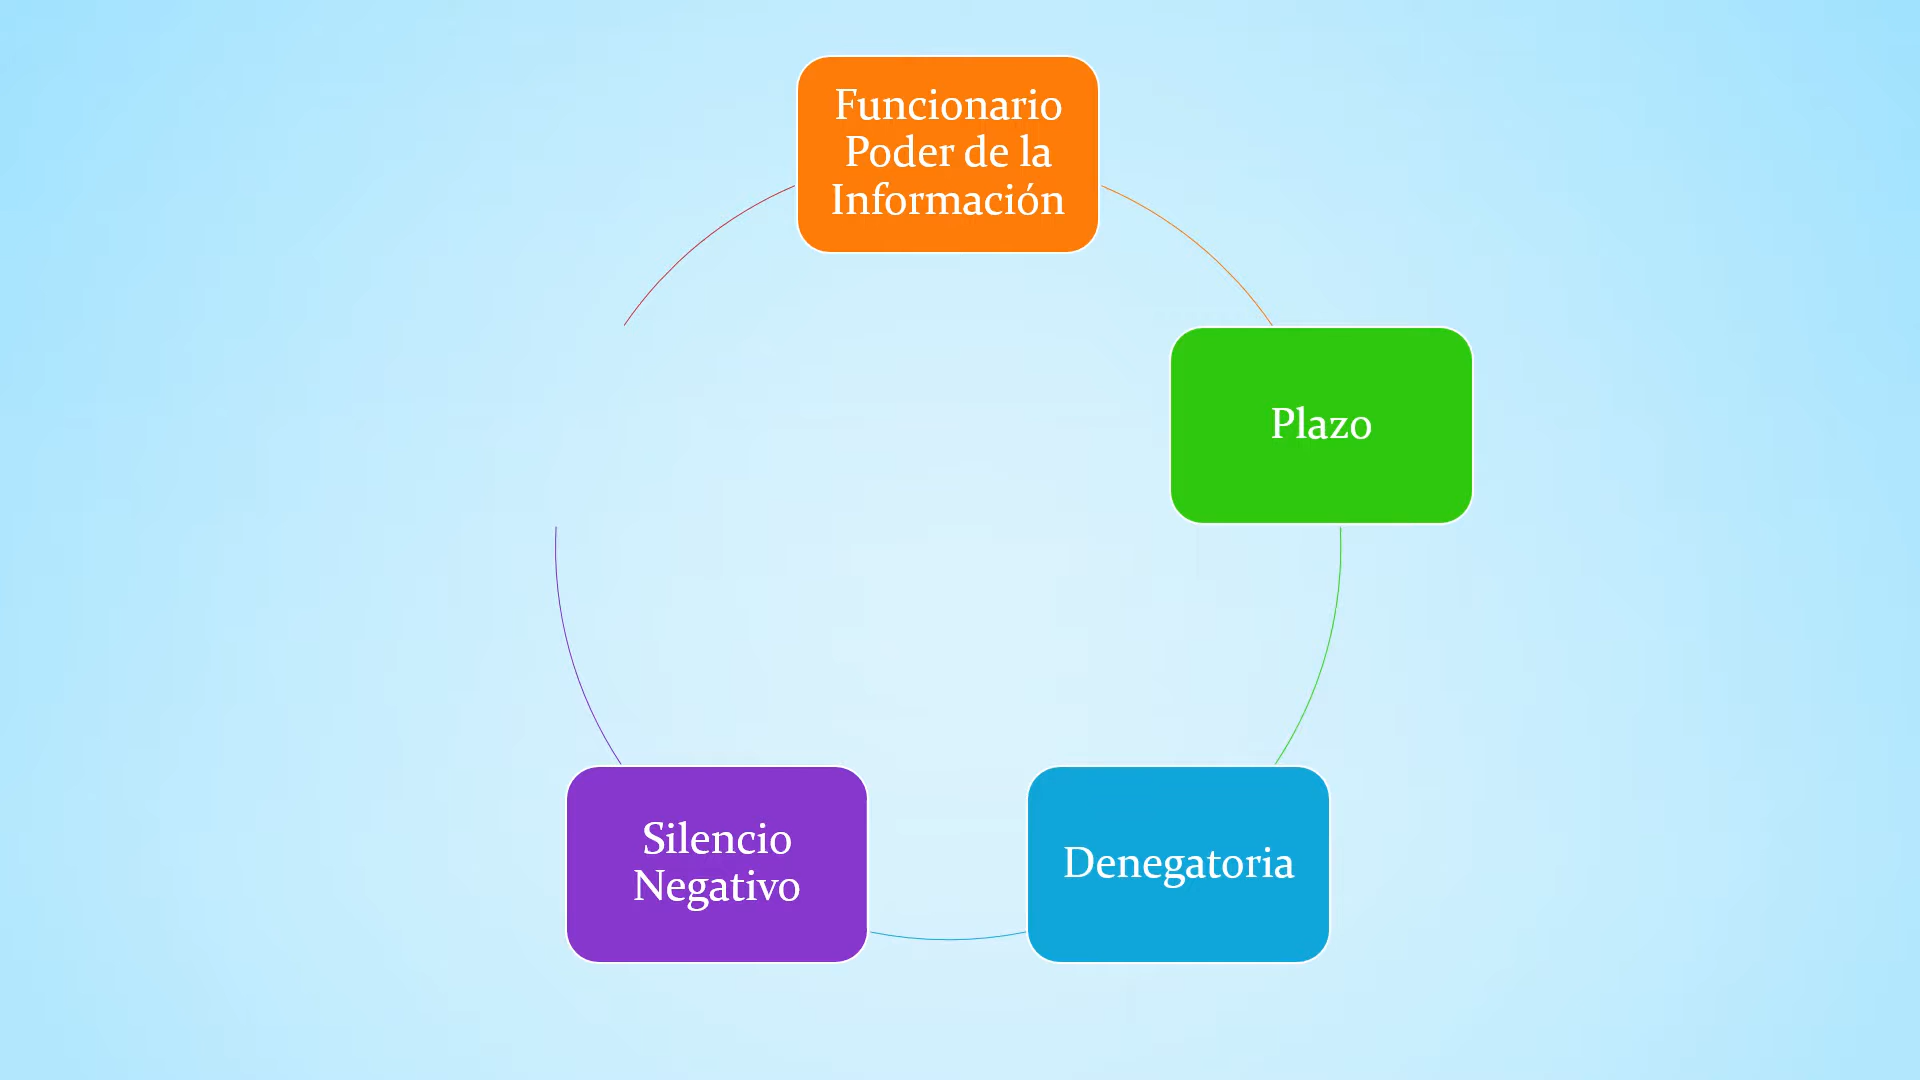 Funcionario
Poder de la
Información
Plazo
Denegatoria
Silencio
Negativo